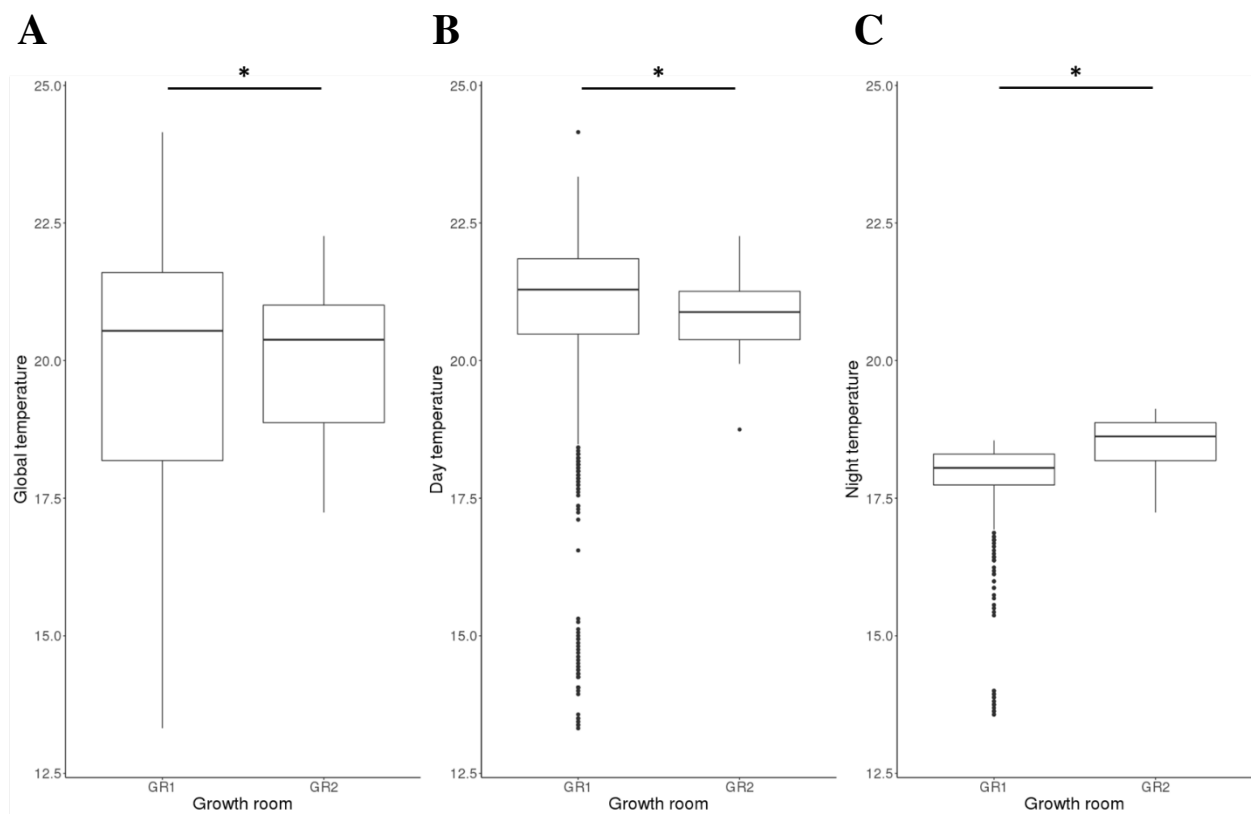 A
B
C
*
*
*
25.0
22.5
20.0
17.5
15.0
12.5
Global temperature
GR1
GR2
Growth room
25.0
22.5
20.0
17.5
15.0
12.5
Day temperature
GR1
GR2
Growth room
25.0
22.5
20.0
17.5
15.0
12.5
Night temperature
GR1
GR2
Growth room